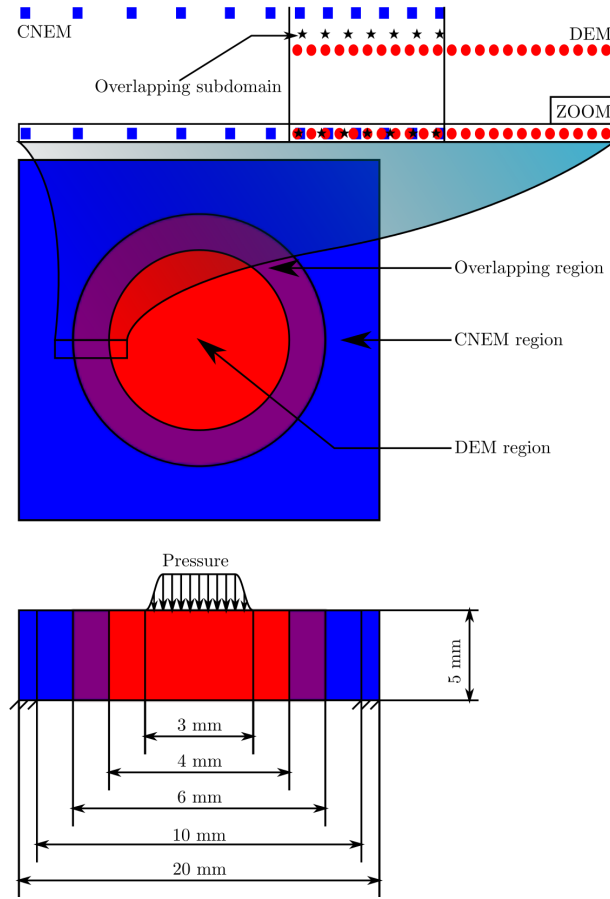 CNEM
DEM
Overlapping subdomain
ZOOM
Overlapping region
CNEM region
DEM region
Pressure
5 mm
3 mm
4 mm
6 mm
10 mm
20 mm